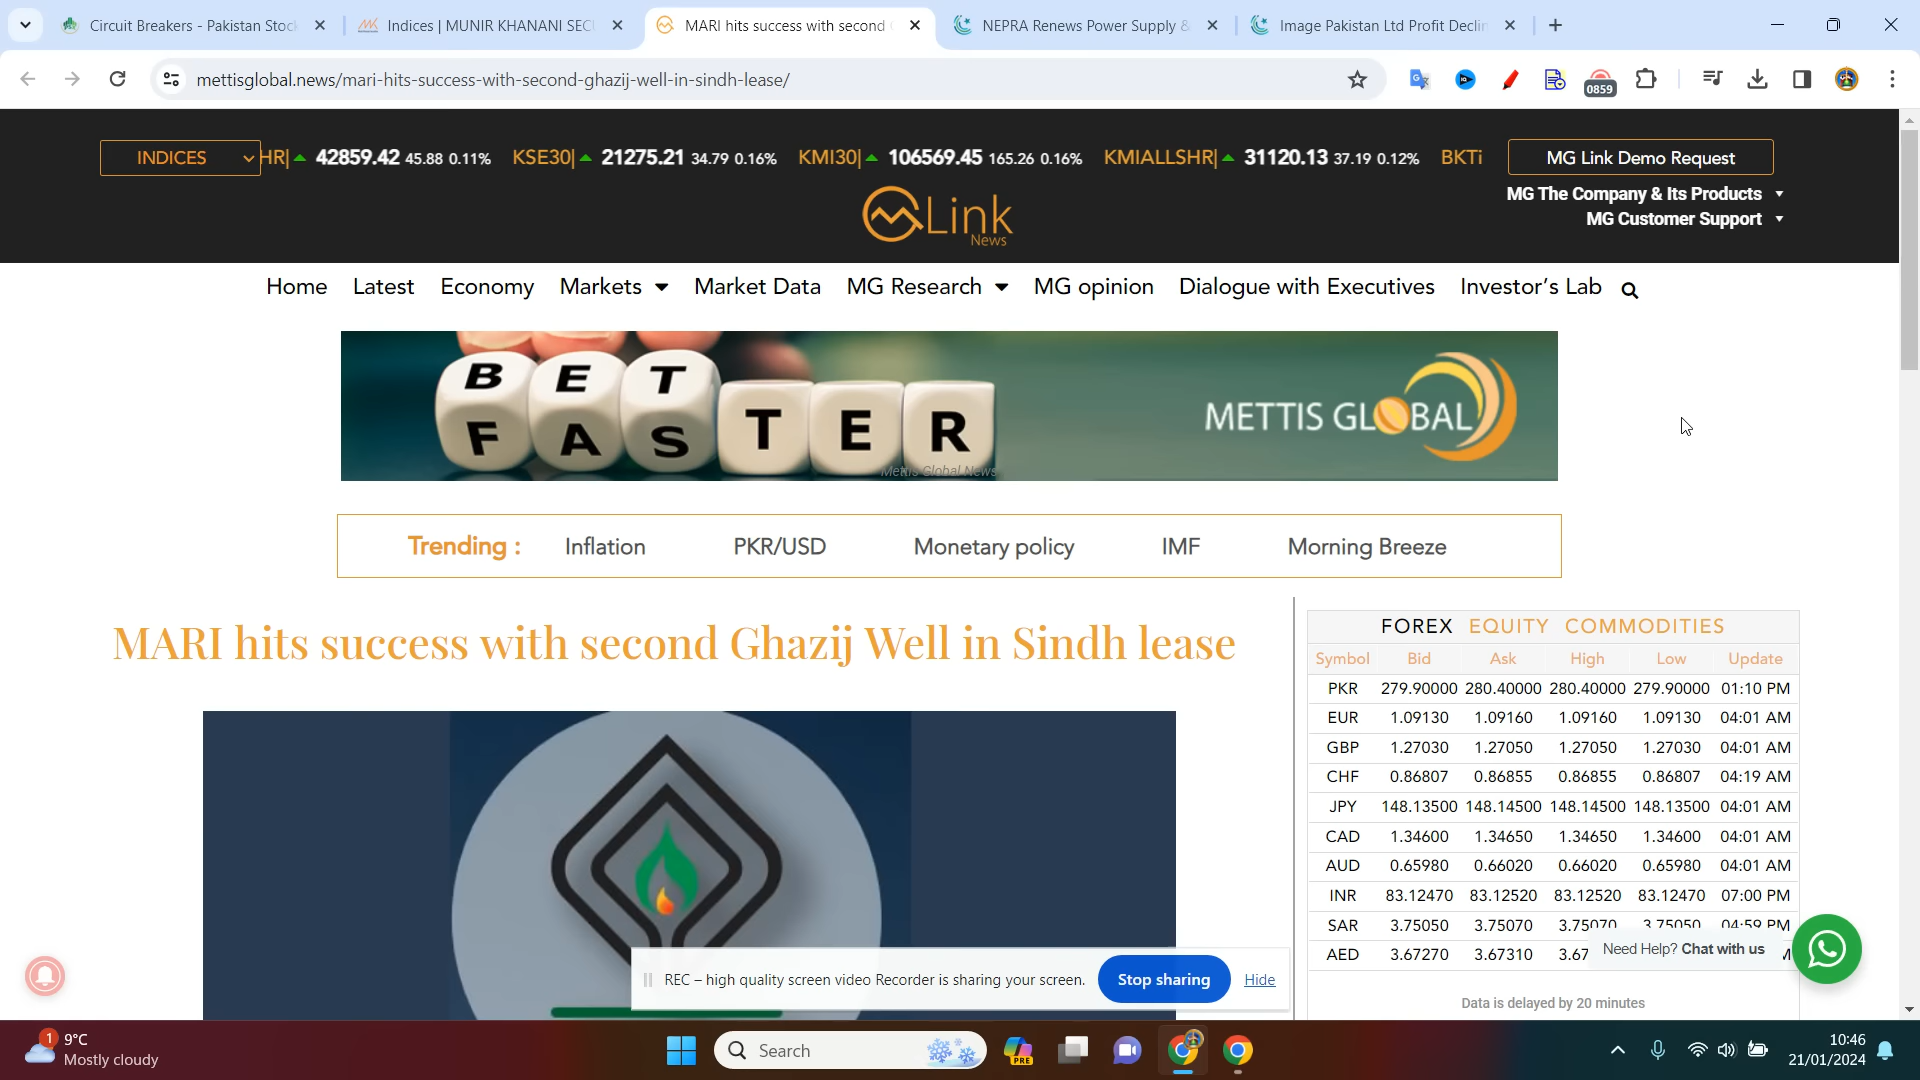 Circuit Breakers - Pakistan Stock
Indices | MUNIR KHANANI SEC
MARI hits success with second
NEPRA Renews Power Supply &
Image Pakistan Ltd Profit Declin
mettisglobal.news/mari-hits-success-with-second-ghazij-well-in-sindh-lease/
0859
INDICES
HR| 42859.42 45.88 0.11% KSE30| 21275.21 34.79 0.16% KMI30| 106569.45 165.26 0.16% KMIALLSHR| 31120.13 37.19 0.12% BKTi
MG Link Demo Request
MG The Company & Its Products
MG Customer Support
Link
News
Home Latest Economy Markets Market Data MG Research MG opinion Dialogue with Executives Investor's Lab
B E T
F A S T E R
METTIS GLOBAL
Mettis Global News
Trending : Inflation PKR/USD Monetary policy IMF Morning Breeze
MARI hits success with second Ghazij Well in Sindh lease
FOREX EQUITY COMMODITIES
Symbol Bid Ask High Low Update
PKR 279.90000 280.40000 280.40000 279.90000 01:10 PM
EUR 1.09130 1.09160 1.09160 1.09130 04:01 AM
GBP 1.27030 1.27050 1.27050 1.27030 04:01 AM
CHF 0.86807 0.86855 0.86855 0.86807 04:19 AM
JPY 148.13500 148.14500 148.14500 148.13500 04:01 AM
CAD 1.34600 1.34650 1.34650 1.34600 04:01 AM
AUD 0.65980 0.66020 0.66020 0.65980 04:01 AM
INR 83.12470 83.12520 83.12520 83.12470 07:00 PM
SAR 3.75050 3.75070 3.75070 3.75050 04:59 PM
AED 3.67270 3.67310 3.67
Need Help? Chat with us
Data is delayed by 20 minutes
REC – high quality screen video Recorder is sharing your screen. Stop sharing Hide
1
9°C
Mostly cloudy
Search
PRE
10:46
21/01/2024